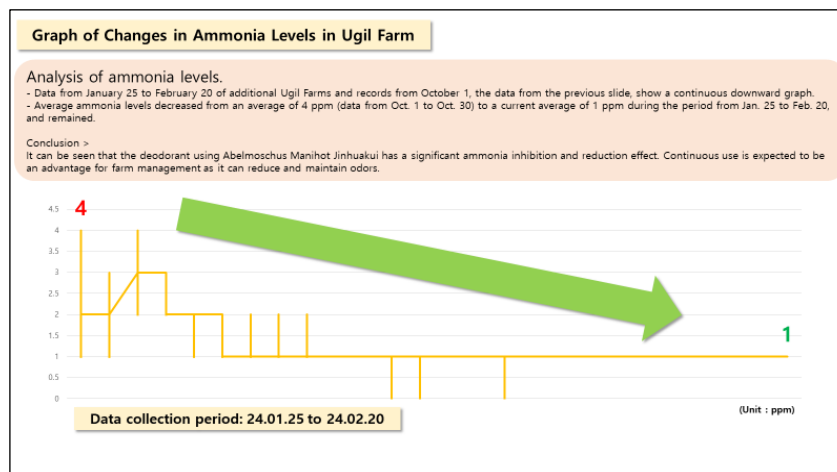 Graph of Changes in Ammonia Levels in Ugil Farm
Analysis of ammonia levels.
- Data from January 25 to February 20 of additional Ugil Farms and records from October 1, the data from the previous slide, show a continuous downward graph.
- Average ammonia levels decreased from an average of 4 ppm (data from Oct. 1 to Oct. 30) to a current average of 1 ppm during the period from Jan. 25 to Feb. 20,
and remained.
Conclusion >
It can be seen that the deodorant using Abelmoschus Manihot Jinhuakui has a significant ammonia inhibition and reduction effect. Continuous use is expected to be
an advantage for farm management as it can reduce and maintain odors.
4.5
4
4
3.5
3
2.5
2
1.5
1
1
0.5
0
(Unit : ppm)
Data collection period: 24.01.25 to 24.02.20